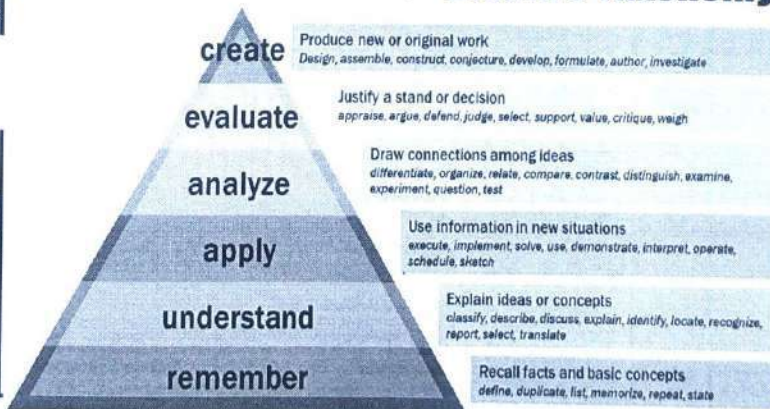 create
Produce new or original work
Design, assemble, construct, conjecture, develop, formulate, author, investigate
evaluate
Justify a stand or decision
appraise, argue, defend, judge, select, support, value, critique, weigh
analyze
Draw connections among ideas
differentiate, organize, relate, compare, contrast, distinguish, examine,
experiment, question, test
apply
Use information in new situations
execute, implement, solve, use, demonstrate, interpret, operate,
schedule, sketch
understand
Explain ideas or concepts
classify, describe, discuss, explain, identify, locate, recognize,
report, select, translate
remember
Recall facts and basic concepts
define, duplicate, list, memorize, repeat, state